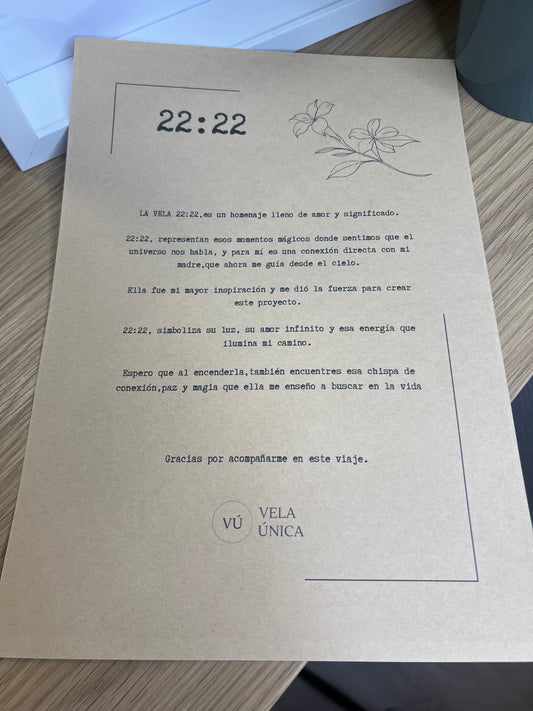 22:22
LA VELA 22:22,es un homenaje lleno de amor y significado.
22:22, representan esos momentos mágicos donde sentimos que el
universo nos habla, y para mí es una conexión directa con mi
madre,que ahora me guía desde el cielo.
Ella fue mi mayor inspiración y me dió la fuerza para crear
este proyecto.
22:22, simboliza su luz, su amor infinito y esa energía que
ilumina mi camino.
Espero que al encenderla,también encuentres esa chispa de
conexión,paz y magia que ella me enseño a buscar en la vida
Gracias por acompañarme en este viaje.
VÚ
VELA
ÚNICA